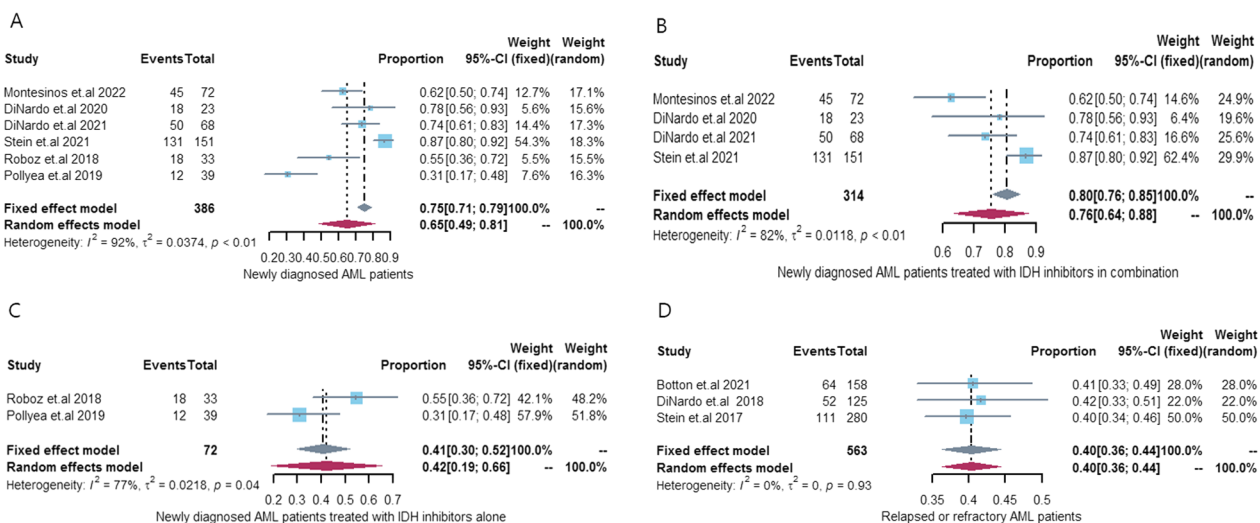 A
Weight Weight
Study Events Total Proportion 95%-CI (fixed)(random)
Montesinos et.al 2022 45 72 0.62 [0.50; 0.74] 12.7% 17.1%
DiNardo et.al 2020 18 23 0.78 [0.56; 0.93] 5.6% 15.6%
DiNardo et.al 2021 50 68 0.74 [0.61; 0.83] 14.4% 17.3%
Stein et.al 2021 131 151 0.87 [0.80; 0.92] 54.3% 18.3%
Roboz et.al 2018 18 33 0.55 [0.36; 0.72] 5.5% 15.5%
Pollyea et.al 2019 12 39 0.31 [0.17; 0.48] 7.6% 16.3%
Fixed effect model 386 0.75[0.71; 0.79]100.0% --
Random effects model 0.65[0.49; 0.81] -- 100.0%
Heterogeneity: I² = 92%, τ² = 0.0374, p < 0.01
0.20.30.40.50.60.70.80.9
Newly diagnosed AML patients
B
Weight Weight
Study Events Total Proportion 95%-CI (fixed)(random)
Montesinos et.al 2022 45 72 0.62 [0.50; 0.74] 14.6% 24.9%
DiNardo et.al 2020 18 23 0.78 [0.56; 0.93] 6.4% 19.6%
DiNardo et.al 2021 50 68 0.74 [0.61; 0.83] 16.6% 25.6%
Stein et.al 2021 131 151 0.87 [0.80; 0.92] 62.4% 29.9%
Fixed effect model 314 0.80[0.76; 0.85]100.0% --
Random effects model 0.76[0.64; 0.88] -- 100.0%
Heterogeneity: I² = 82%, τ² = 0.0118, p < 0.01
0.6 0.7 0.8 0.9
Newly diagnosed AML patients treated with IDH inhibitors in combination
C
Weight Weight
Study Events Total Proportion 95%-CI (fixed)(random)
Roboz et.al 2018 18 33 0.55 [0.36; 0.72] 42.1% 48.2%
Pollyea et.al 2019 12 39 0.31 [0.17; 0.48] 57.9% 51.8%
Fixed effect model 72 0.41[0.30; 0.52]100.0% --
Random effects model 0.42[0.19; 0.66] -- 100.0%
Heterogeneity: I² = 77%, τ² = 0.0218, p = 0.04
0.2 0.3 0.4 0.5 0.6 0.7
Newly diagnosed AML patients treated with IDH inhibitors alone
D
Weight Weight
Study Events Total Proportion 95%-CI (fixed)(random)
Botton et.al 2021 64 158 0.41 [0.33; 0.49] 28.0% 28.0%
DiNardo et.al 2018 52 125 0.42 [0.33; 0.51] 22.0% 22.0%
Stein et.al 2017 111 280 0.40 [0.34; 0.46] 50.0% 50.0%
Fixed effect model 563 0.40[0.36; 0.44]100.0% --
Random effects model 0.40[0.36; 0.44] -- 100.0%
Heterogeneity: I² = 0%, τ² = 0, p = 0.93
0.35 0.4 0.45 0.5
Relapsed or refractory AML patients